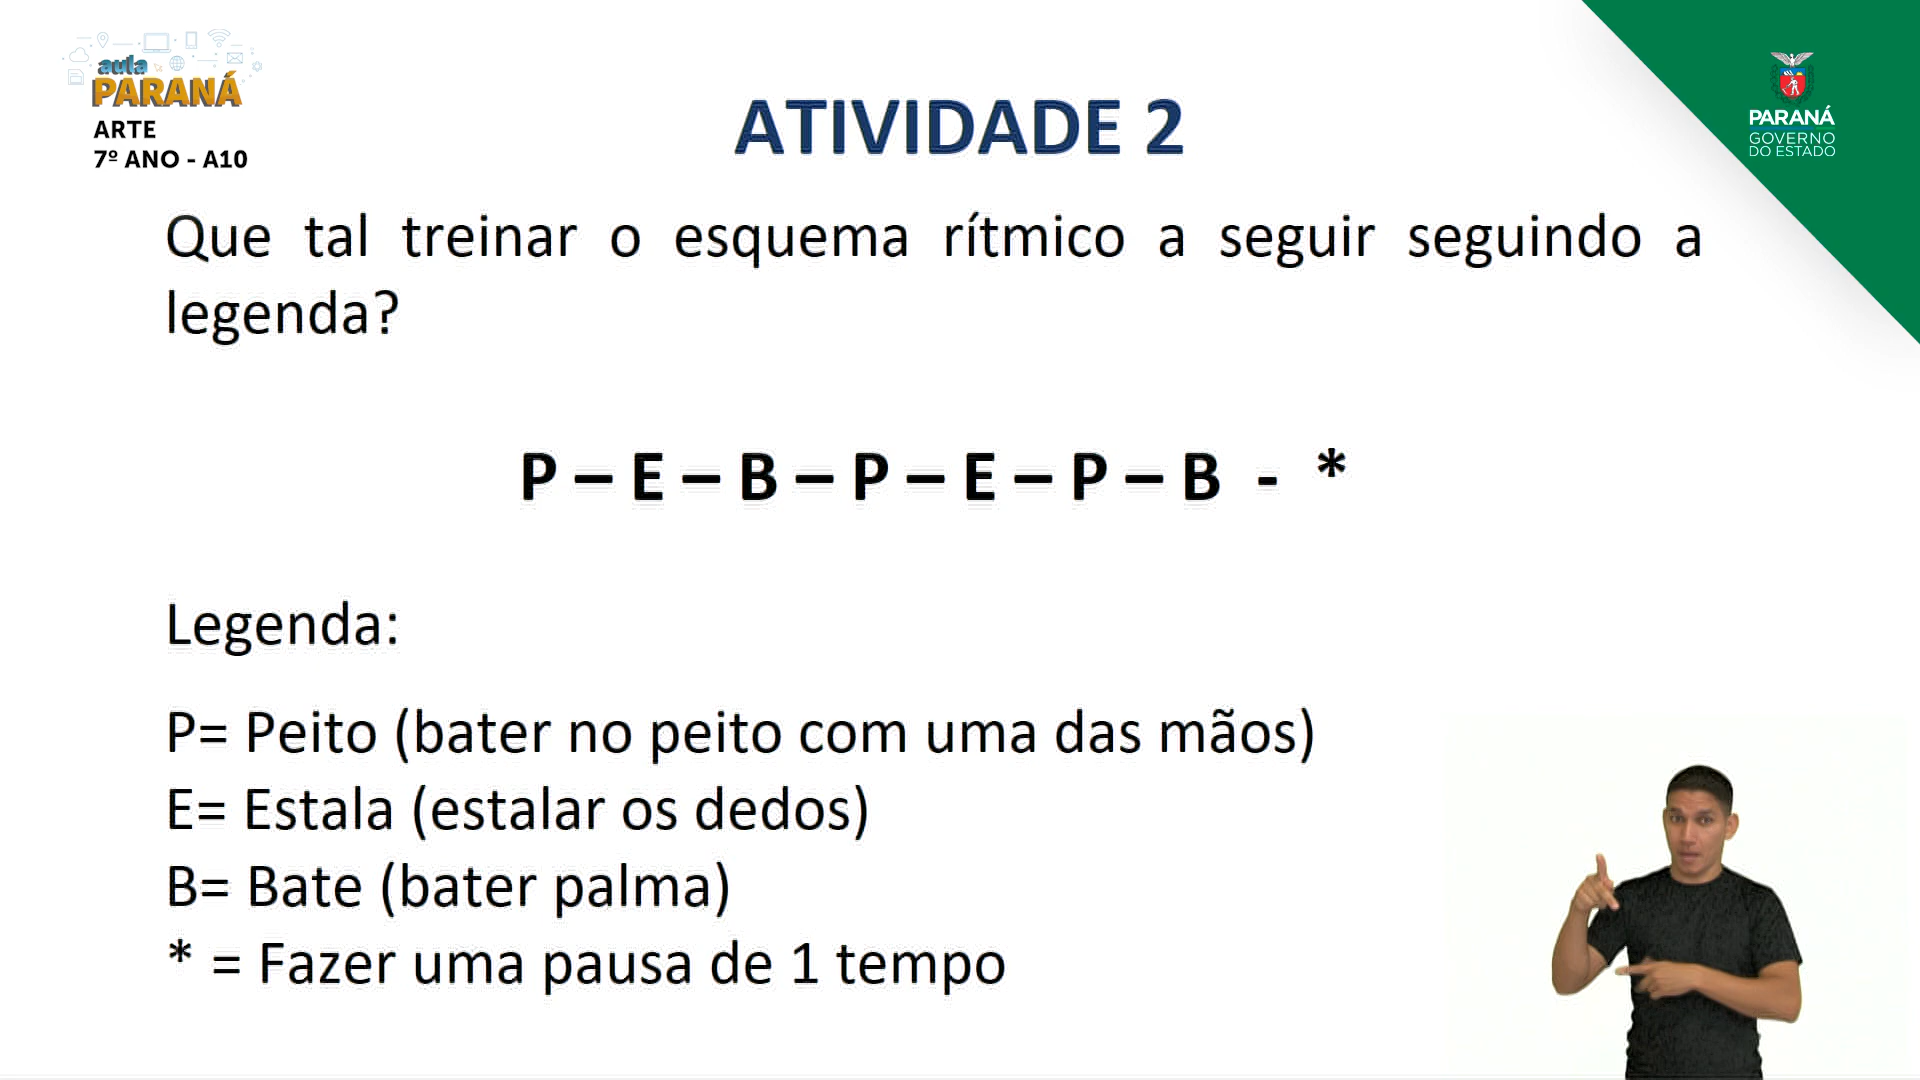 aula
PARANÁ
ARTE
7º ANO - A10
PARANÁ
GOVERNO
DO ESTADO
ATIVIDADE 2
Que tal treinar o esquema rítmico a seguir seguindo a
legenda?
P – E – B – P – E – P – B - *
Legenda:
P= Peito (bater no peito com uma das mãos)
E= Estala (estalar os dedos)
B= Bate (bater palma)
* = Fazer uma pausa de 1 tempo